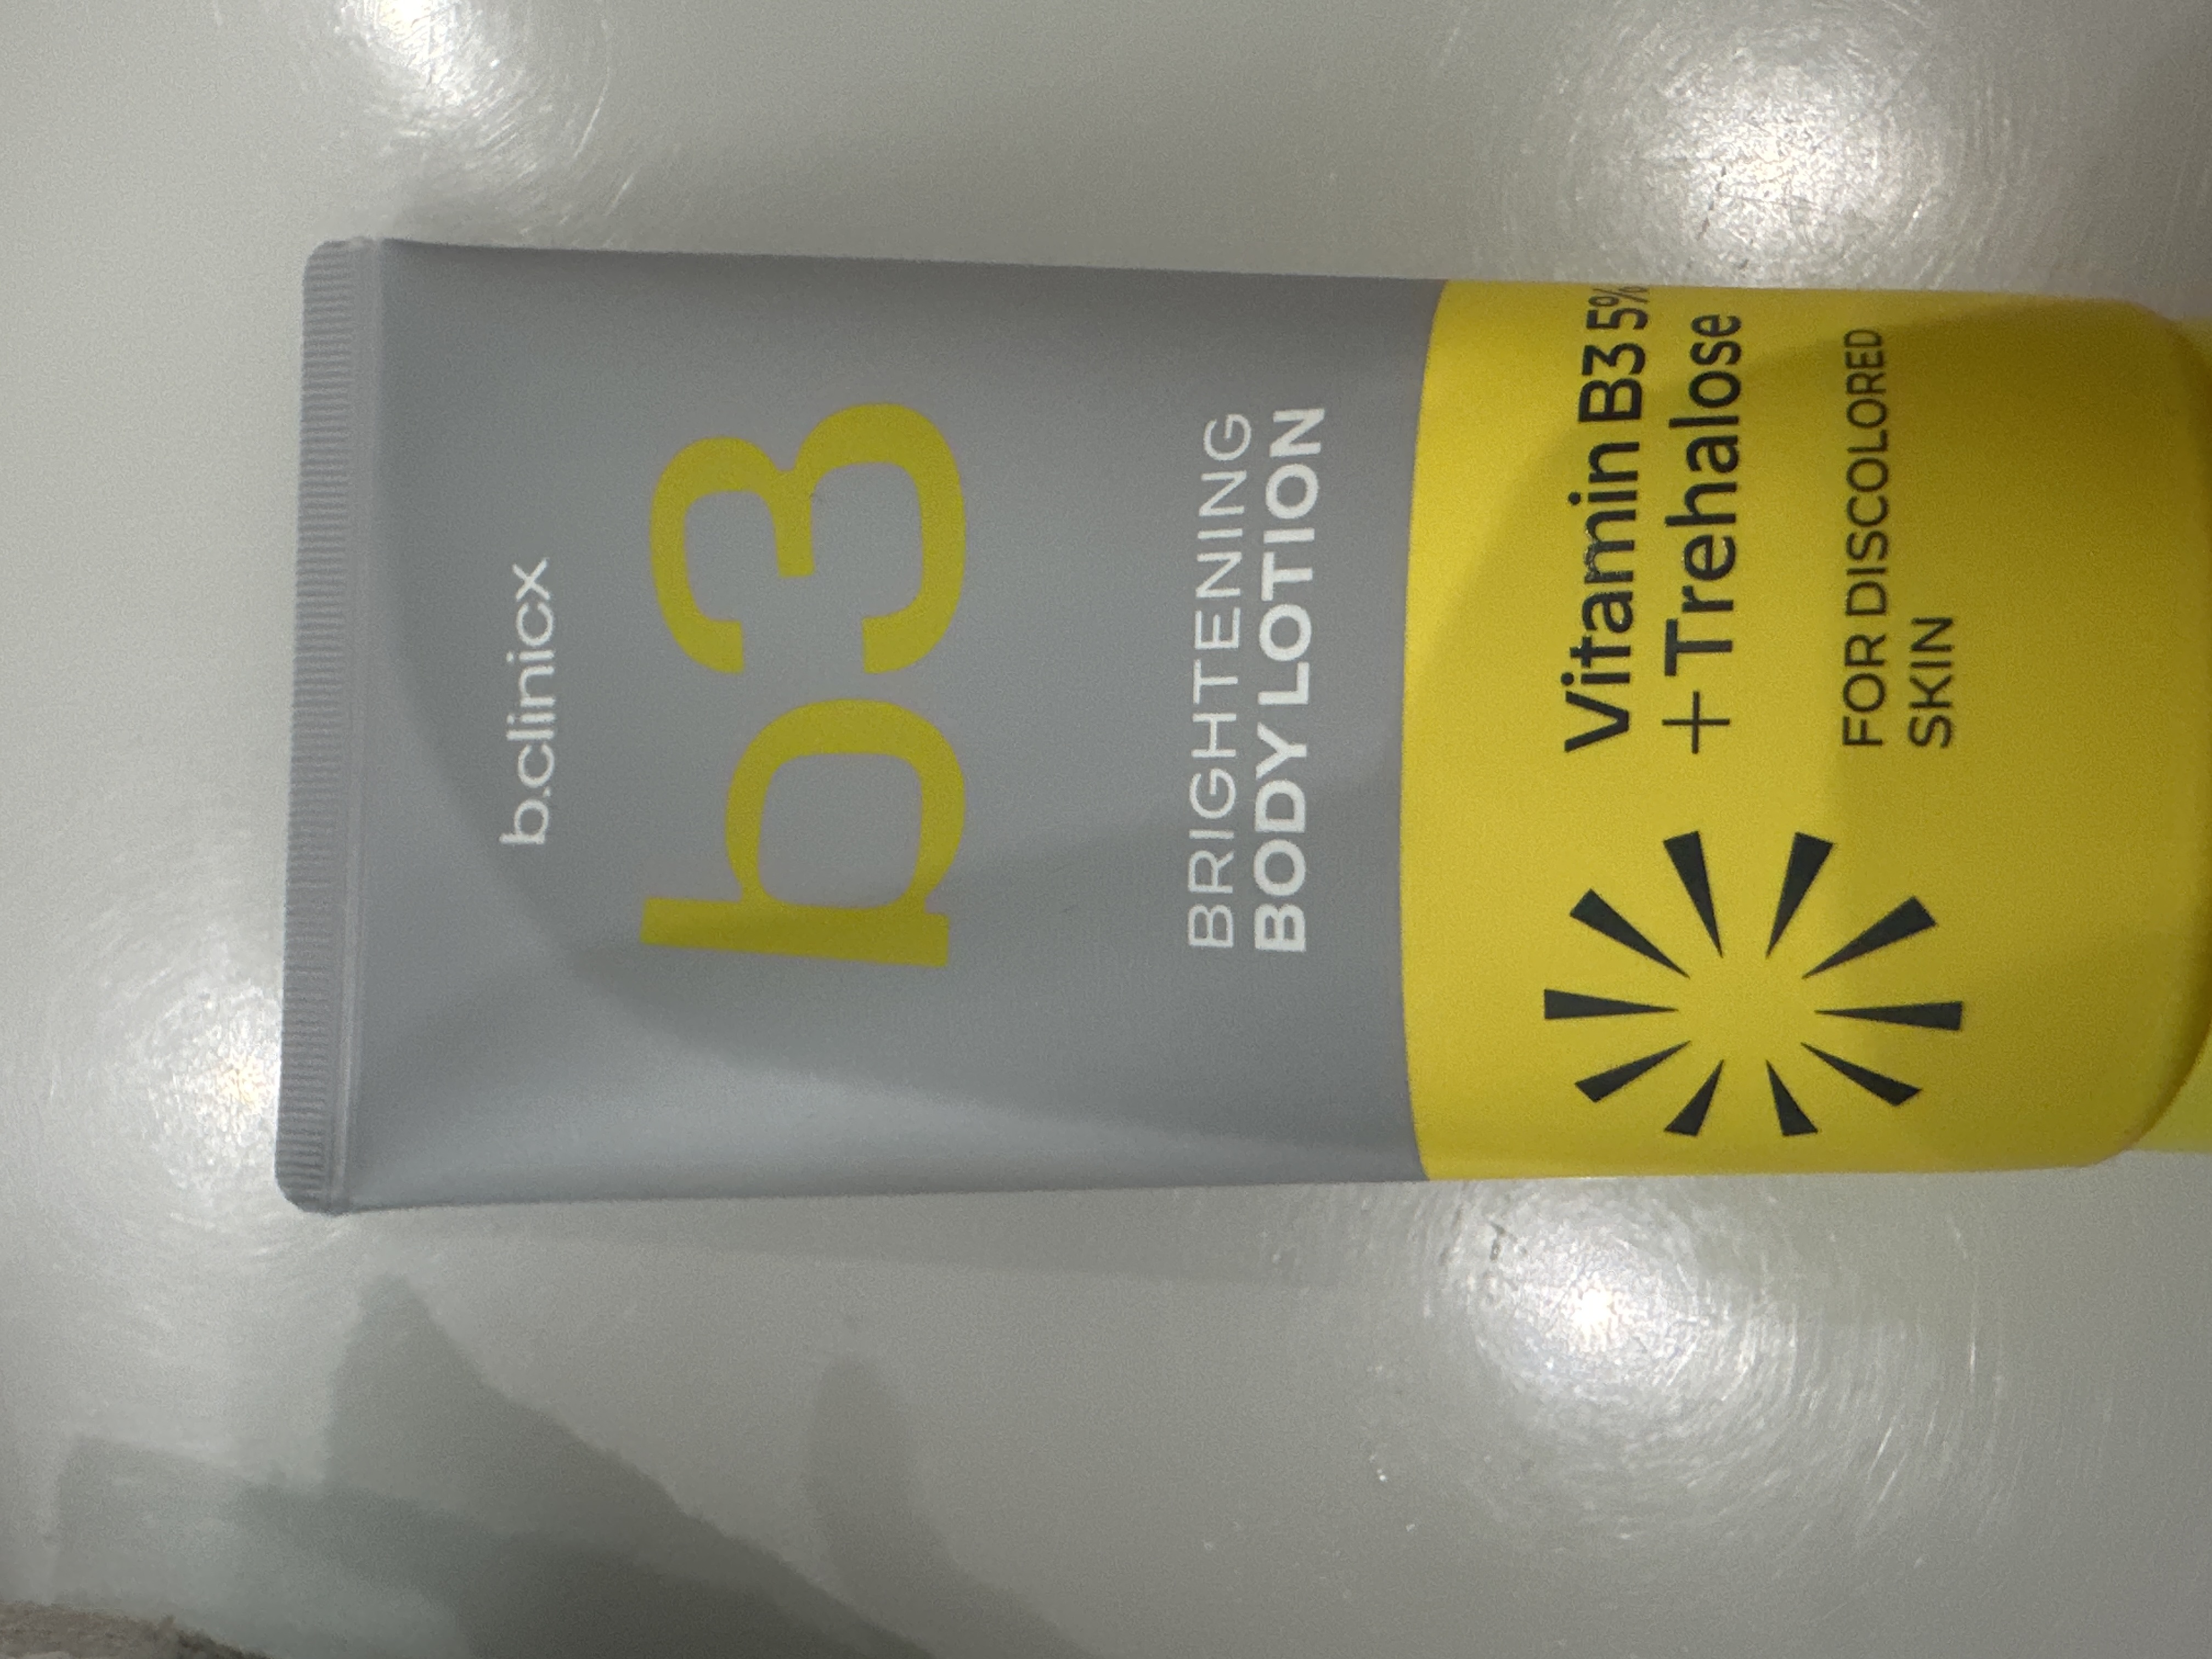 b.clinicx
b3
BRIGHTENING
BODY LOTION
Vitamin B3 5%
+ Trehalose
FOR DISCOLORED
SKIN